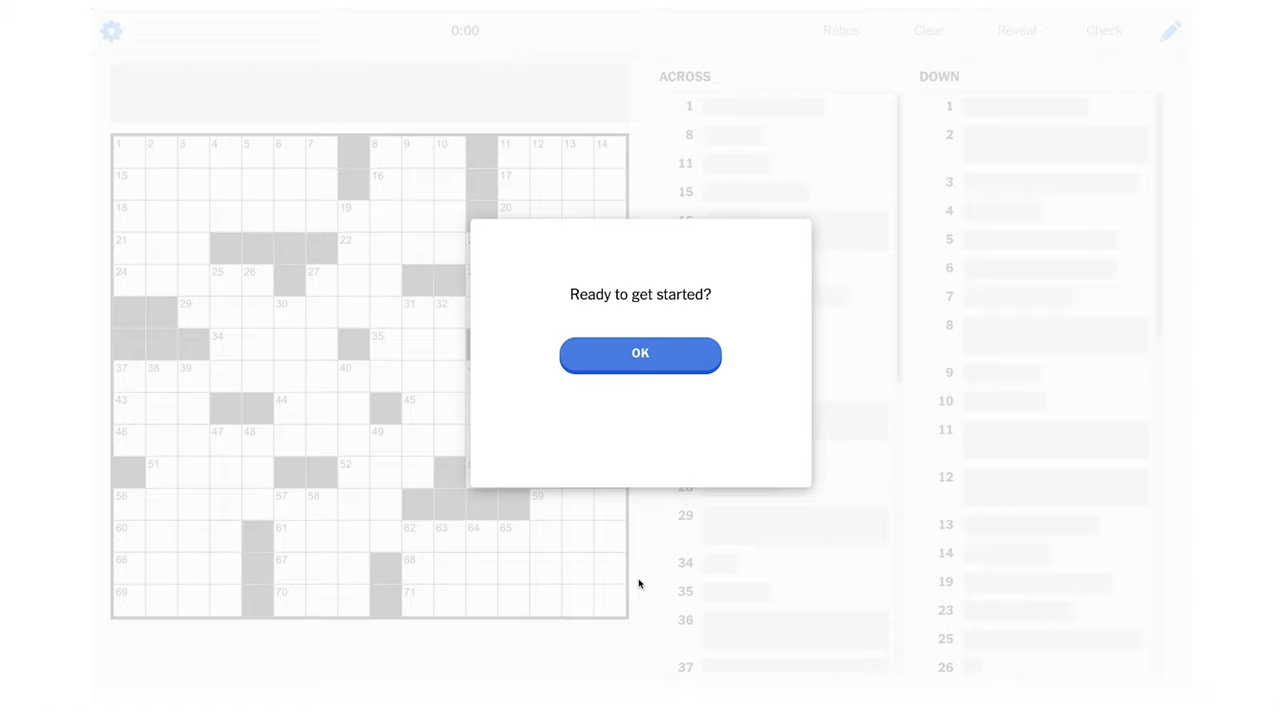 0:00
Rebus Clear Reveal Check
ACROSS
1
8
11
15
16
28
29
34
35
36
37
DOWN
1
2
3
4
5
6
7
8
9
10
11
12
13
14
19
23
25
26
1 2 3 4 5 6 7 8 9 10 11 12 13 14
15 16 17
18 19 20
21 22
24 25 26 27
29 30 31 32
34 35
37 38 39 40
43 44 45
46 47 48 49
51 52
56 57 58 59
60 61 62 63 64 65
66 67 68
69 70 71
Ready to get started?
OK